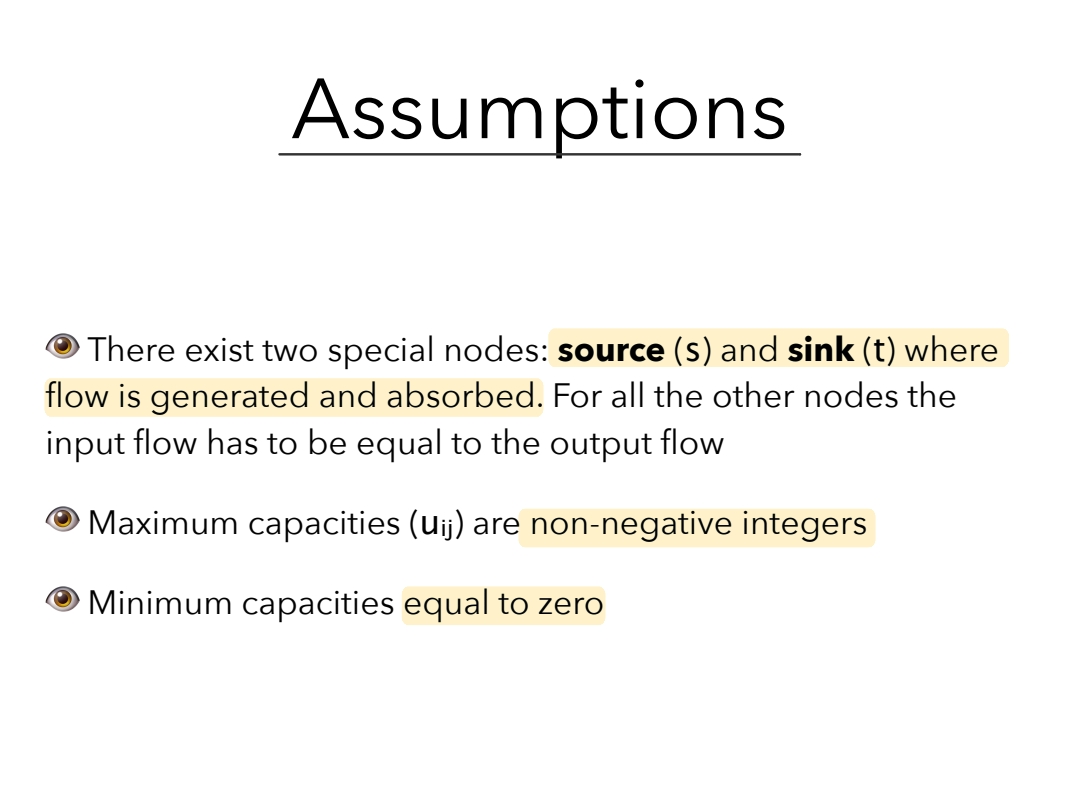 Assumptions
👁 There exist two special nodes: source (s) and sink (t) where
flow is generated and absorbed. For all the other nodes the
input flow has to be equal to the output flow
👁 Maximum capacities (uᵢⱼ) are non-negative integers
👁 Minimum capacities equal to zero